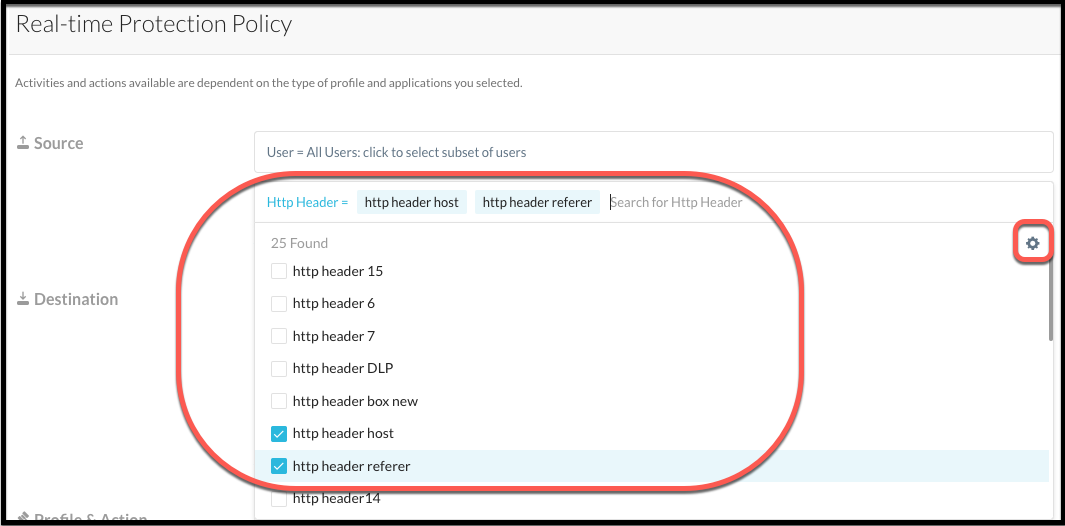 Real-time Protection Policy
Activities and actions available are dependent on the type of profile and applications you selected.
Source
User = All Users: click to select subset of users
Http Header = http header host http header referer Search for Http Header
25 Found
http header 15
http header 6
Destination
http header 7
http header DLP
http header box new
http header host
http header referer
http header14
Profile & Action